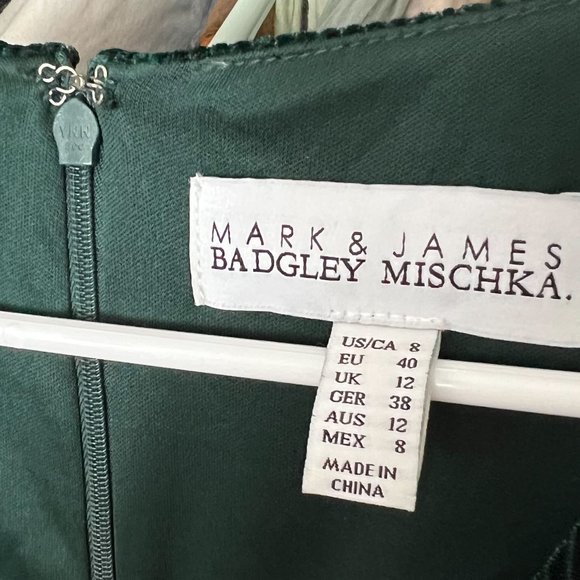 YKK
MARK & JAMES
BADGLEY MISCHKA.
US/CA 8
EU 40
UK 12
GER 38
AUS 12
MEX 8
MADE IN
CHINA